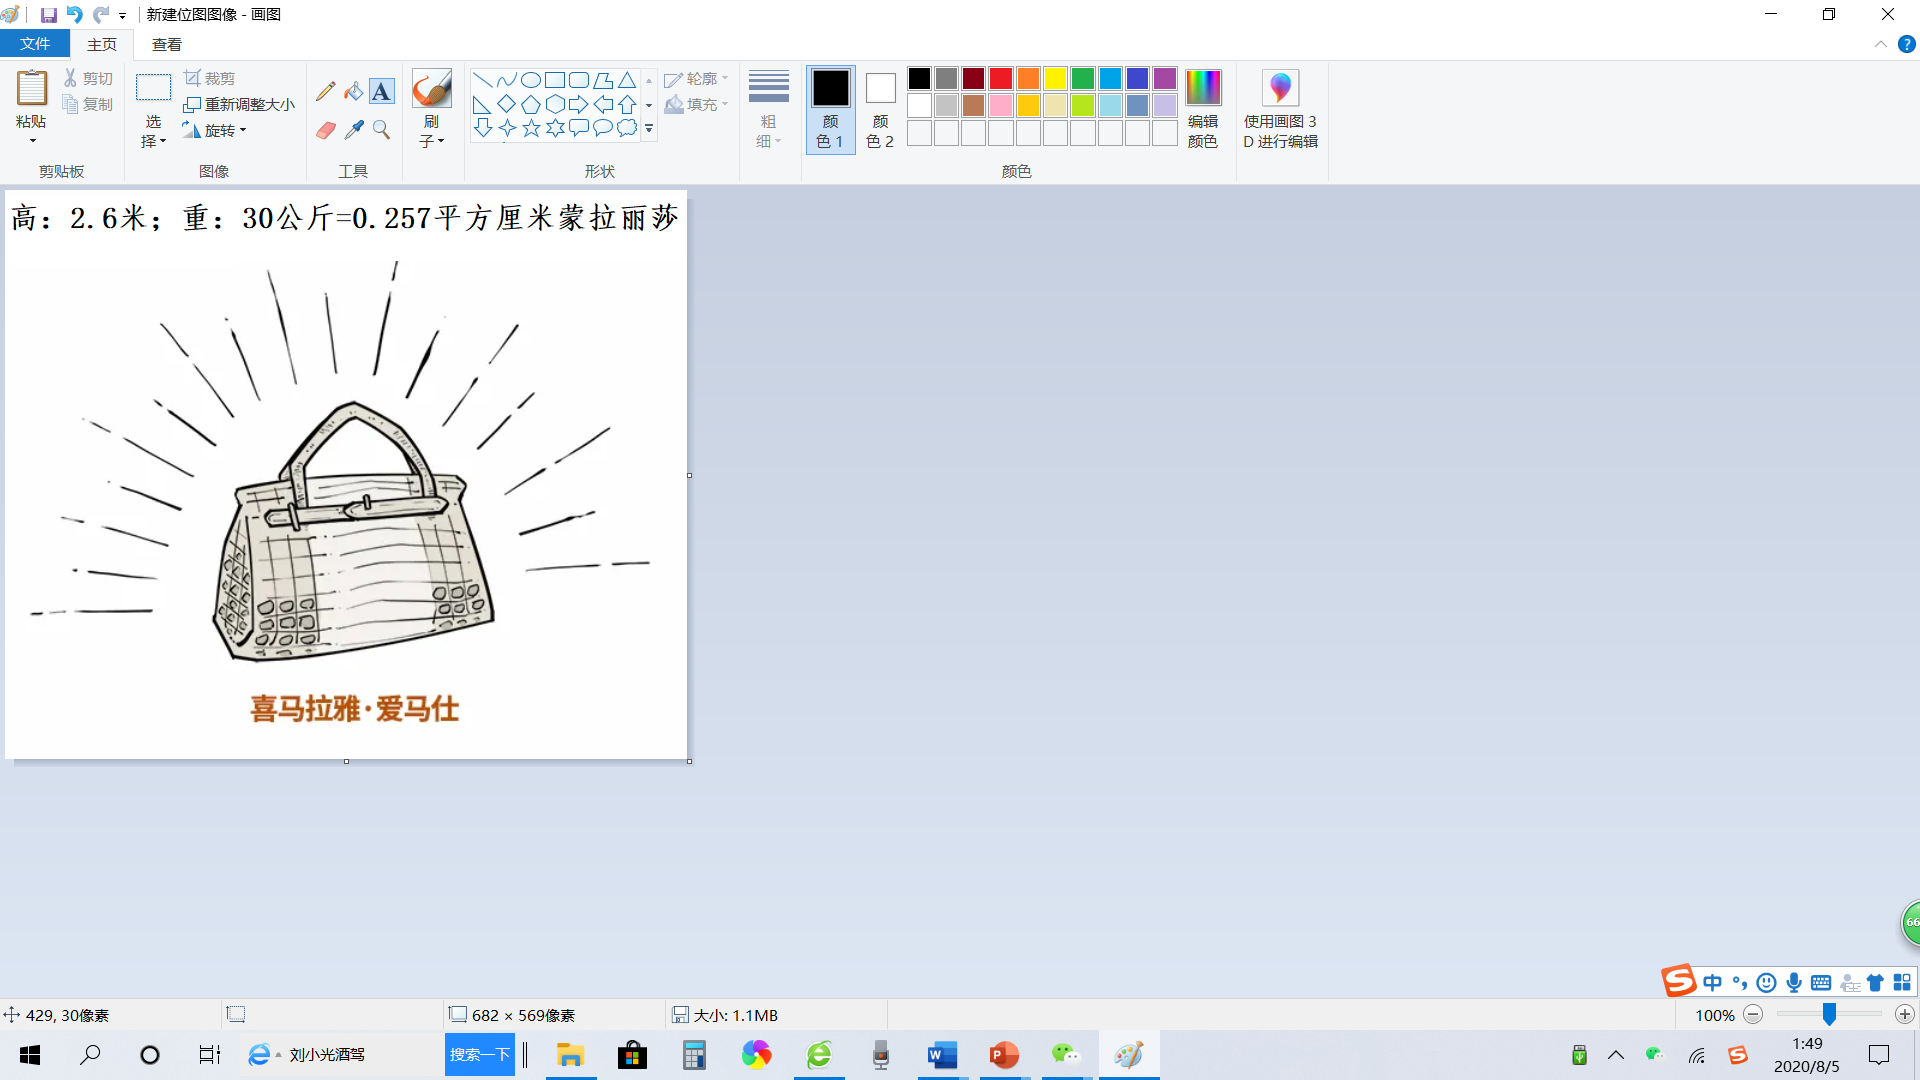 新建位图图像 - 画图
文件 主页 查看
粘贴 剪切 复制
剪贴板
选择 裁剪 重新调整大小 旋转
图像
工具
刷子
形状
轮廓 填充
粗细
颜色 1 颜色 2
颜色
编辑颜色
使用画图 3D 进行编辑
高：2.6米；重：30公斤=0.257平方厘米蒙拉丽莎
喜马拉雅·爱马仕
66
中
429, 30像素
682 × 569像素
大小: 1.1MB
100%
刘小光酒驾
搜索一下
1:49
2020/8/5